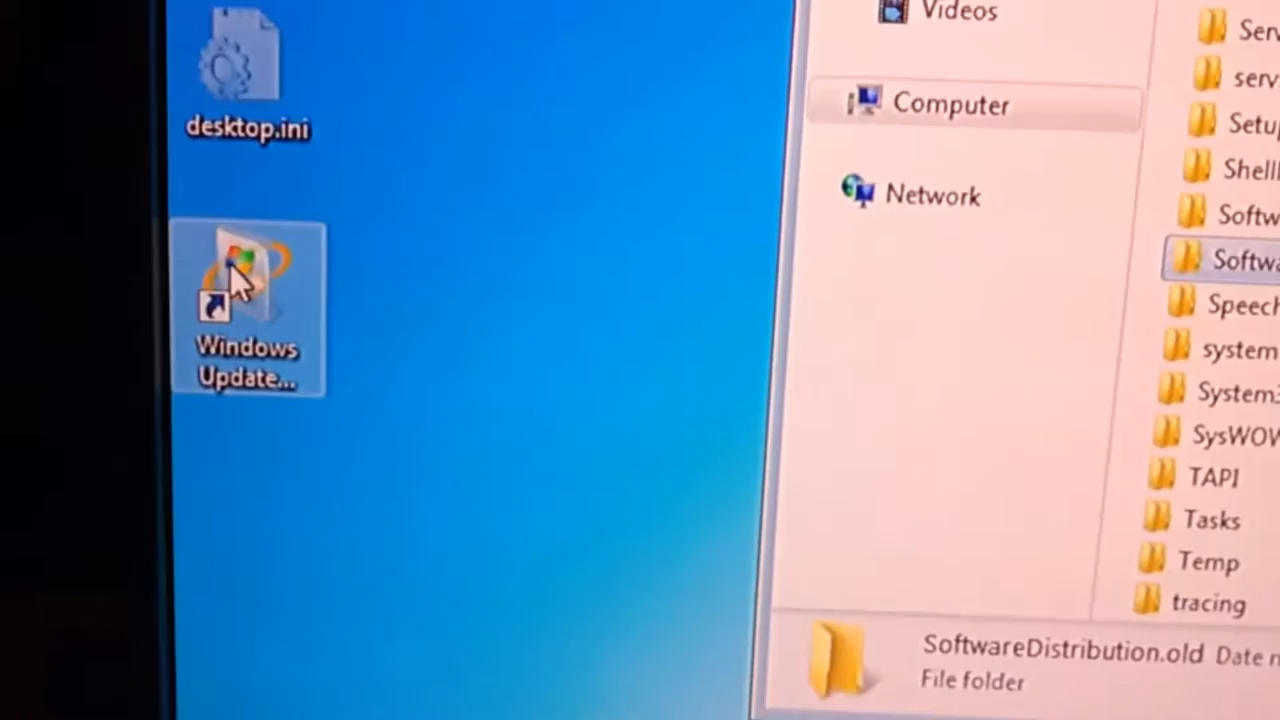 desktop.ini
Windows
Update...
Videos
Computer
Network
Ser
serv
Setu
Shell
Softw
Softwa
Speech
system
System
SysWOW
TAPI
Tasks
Temp
tracing
SoftwareDistribution.old Date
File folder